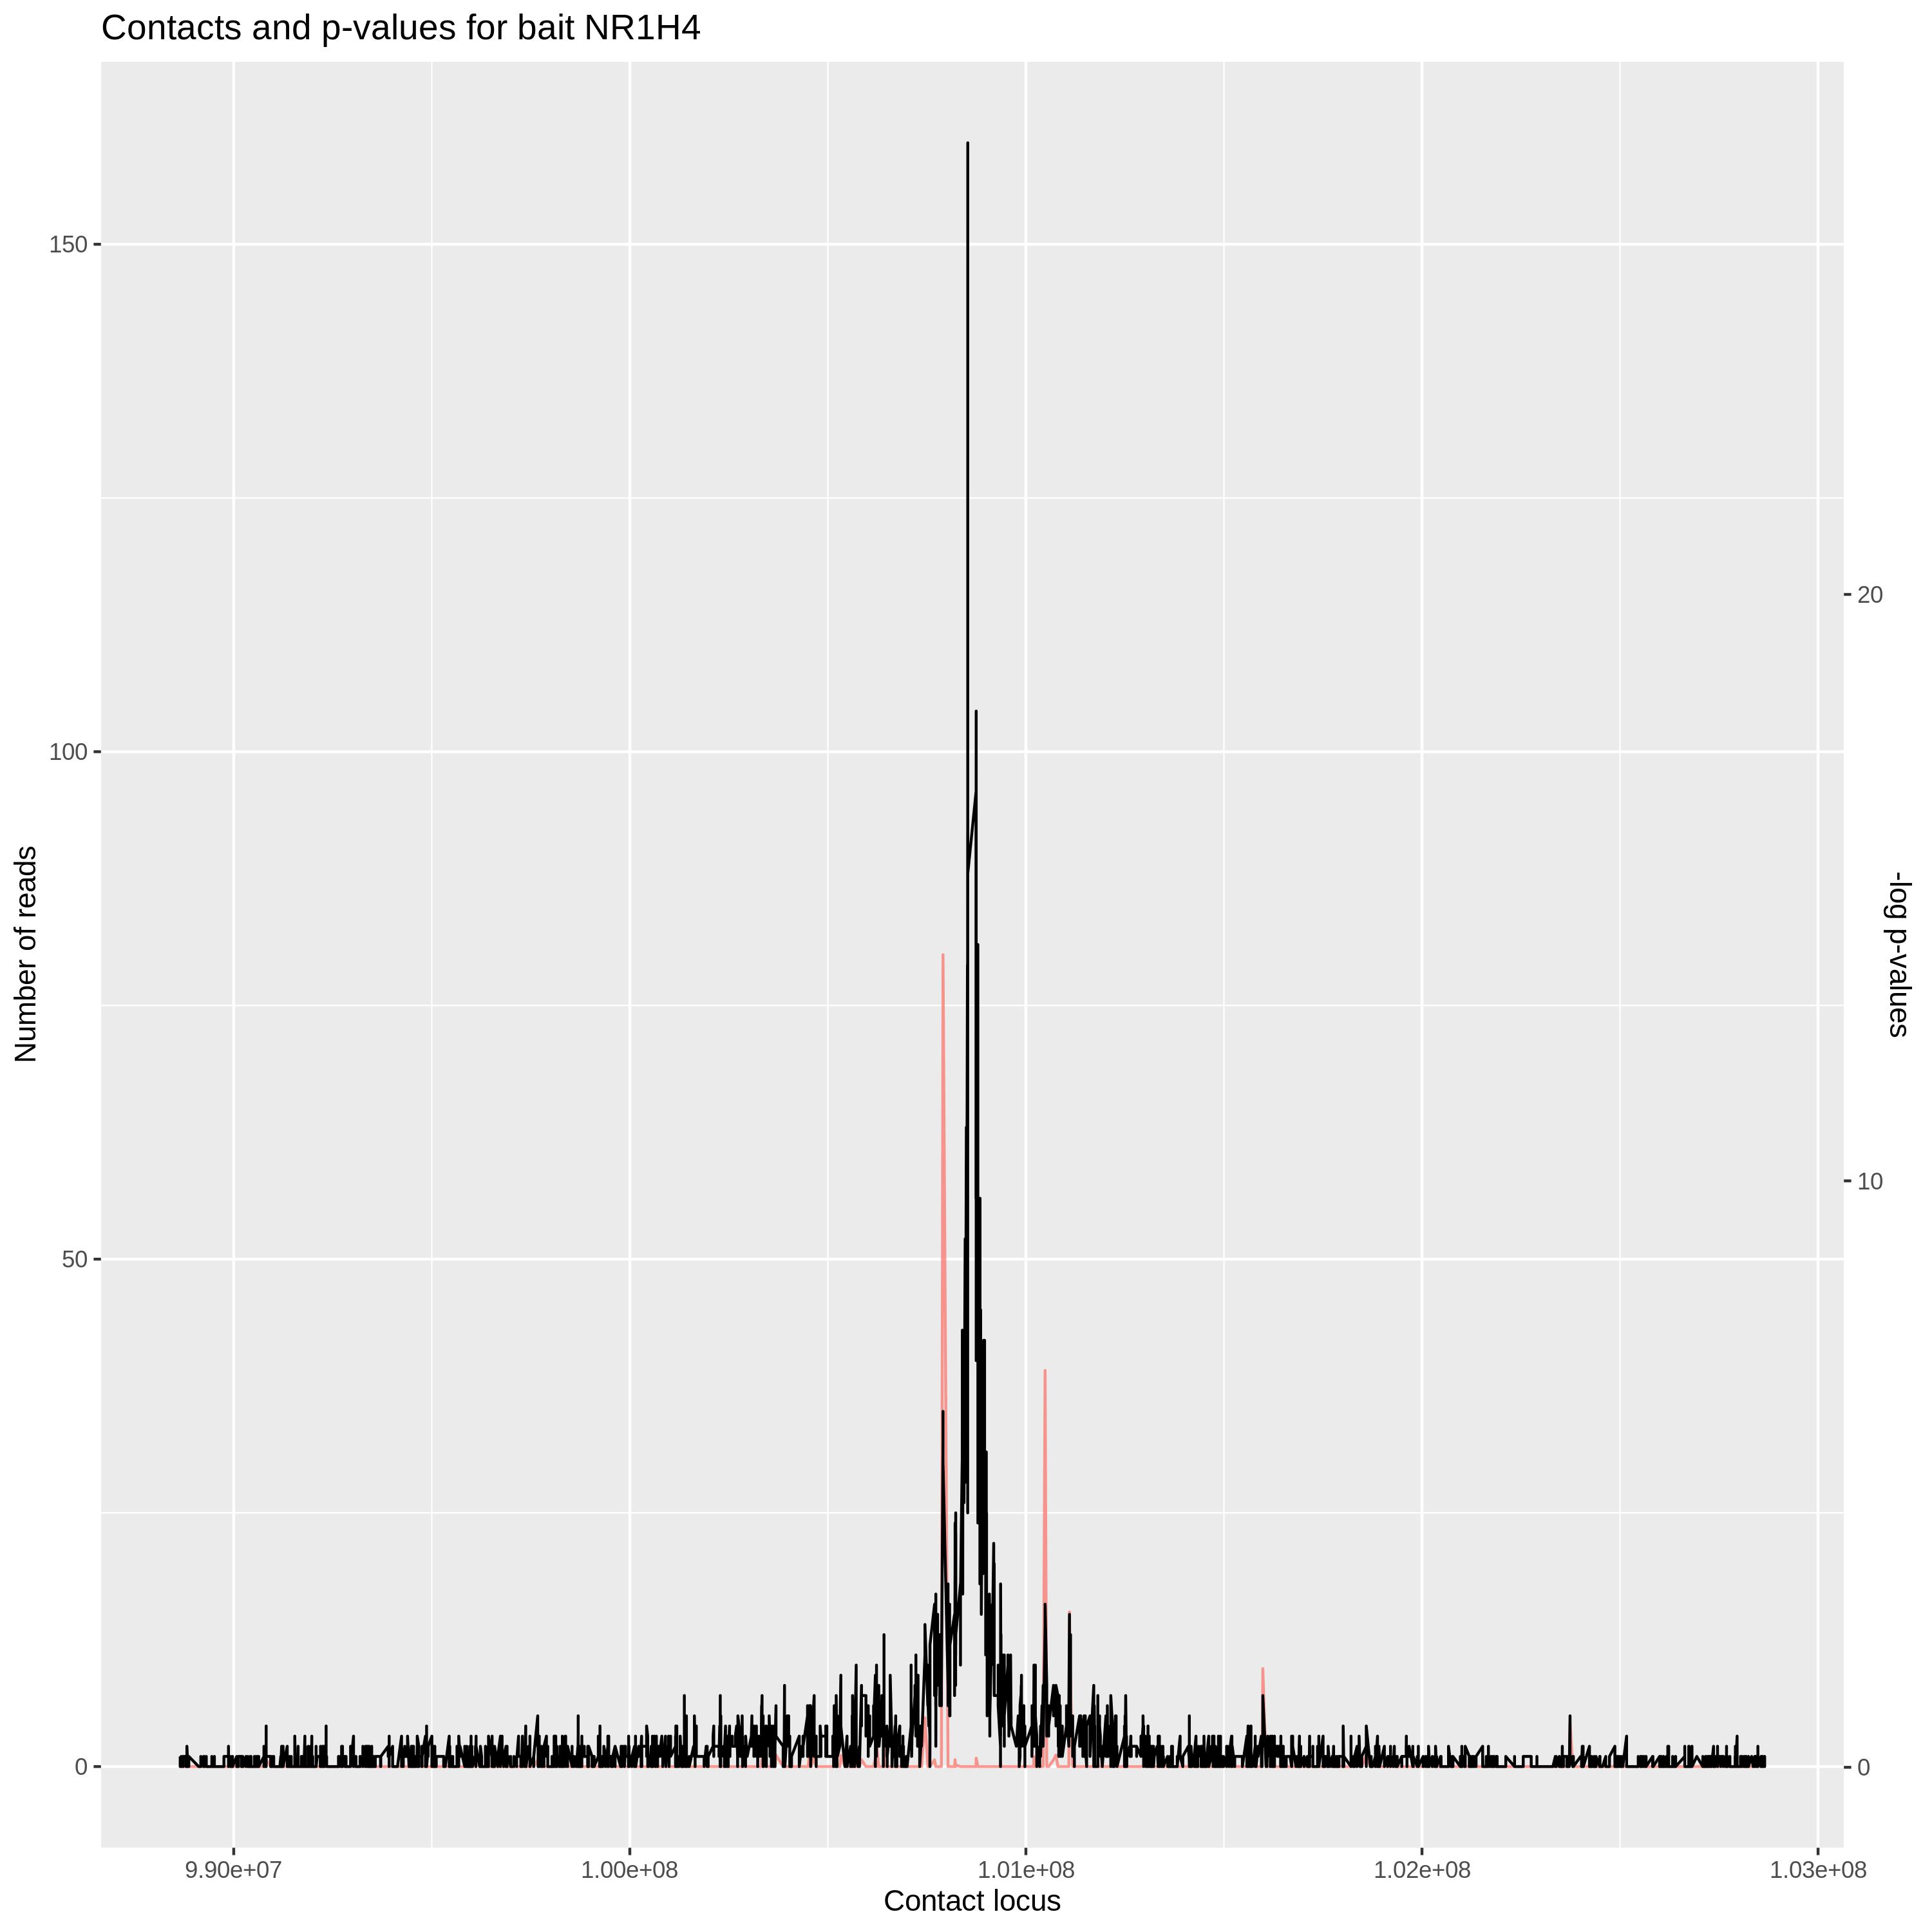 Contacts and p-values for bait NR1H4
150
100
50
0
Number of reads
20
10
0
-log p-values
9.90e+07
1.00e+08
1.01e+08
1.02e+08
1.03e+08
Contact locus